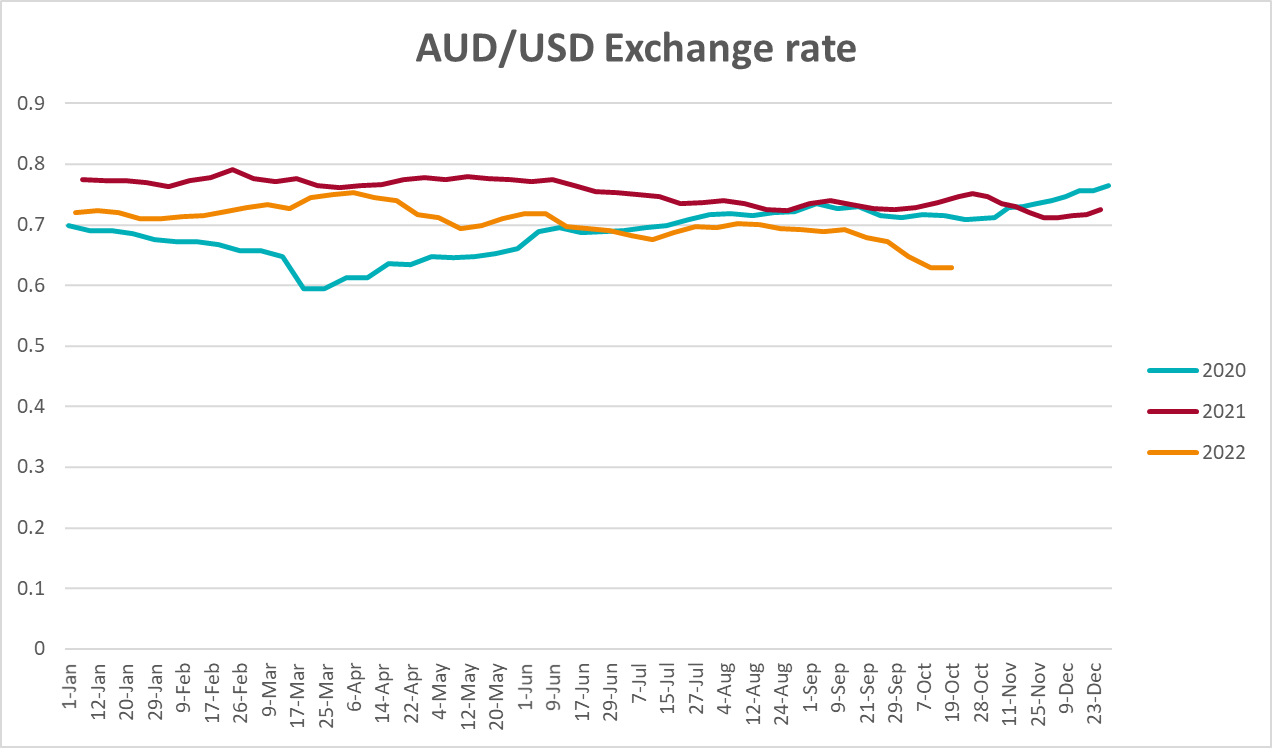 AUD/USD Exchange rate
0.9
0.8
0.7
0.6
0.5
0.4
0.3
0.2
0.1
0
2020
2021
2022
1-Jan
12-Jan
20-Jan
29-Jan
9-Feb
17-Feb
26-Feb
9-Mar
17-Mar
25-Mar
6-Apr
14-Apr
22-Apr
4-May
12-May
20-May
1-Jun
9-Jun
17-Jun
29-Jun
7-Jul
15-Jul
27-Jul
4-Aug
12-Aug
24-Aug
1-Sep
9-Sep
21-Sep
29-Sep
7-Oct
19-Oct
28-Oct
11-Nov
25-Nov
9-Dec
23-Dec